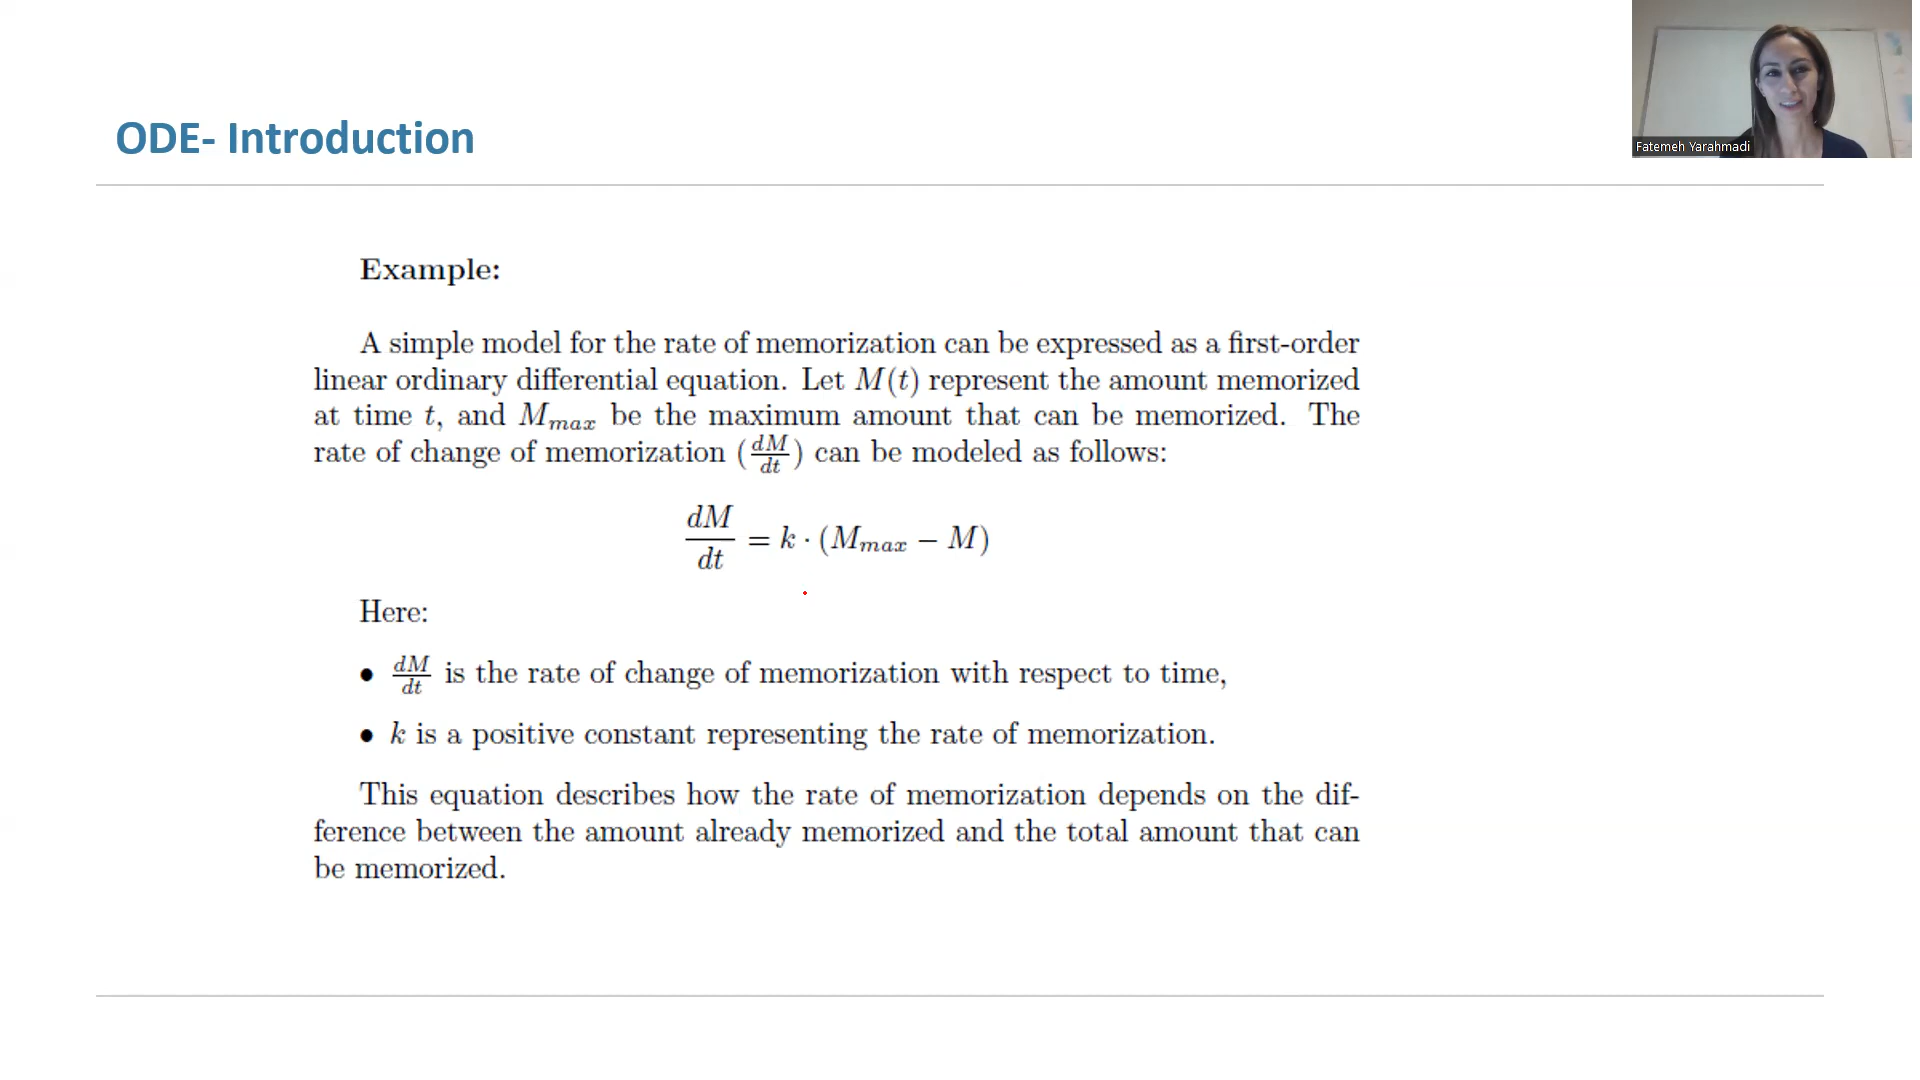 ODE- Introduction
Fatemeh Yarahmadi
Example:
A simple model for the rate of memorization can be expressed as a first-order
linear ordinary differential equation. Let M(t) represent the amount memorized
at time t, and M_max be the maximum amount that can be memorized. The
rate of change of memorization (dM/dt) can be modeled as follows:
dM/dt = k · (M_max − M)
Here:
• dM/dt is the rate of change of memorization with respect to time,
• k is a positive constant representing the rate of memorization.
This equation describes how the rate of memorization depends on the dif-
ference between the amount already memorized and the total amount that can
be memorized.